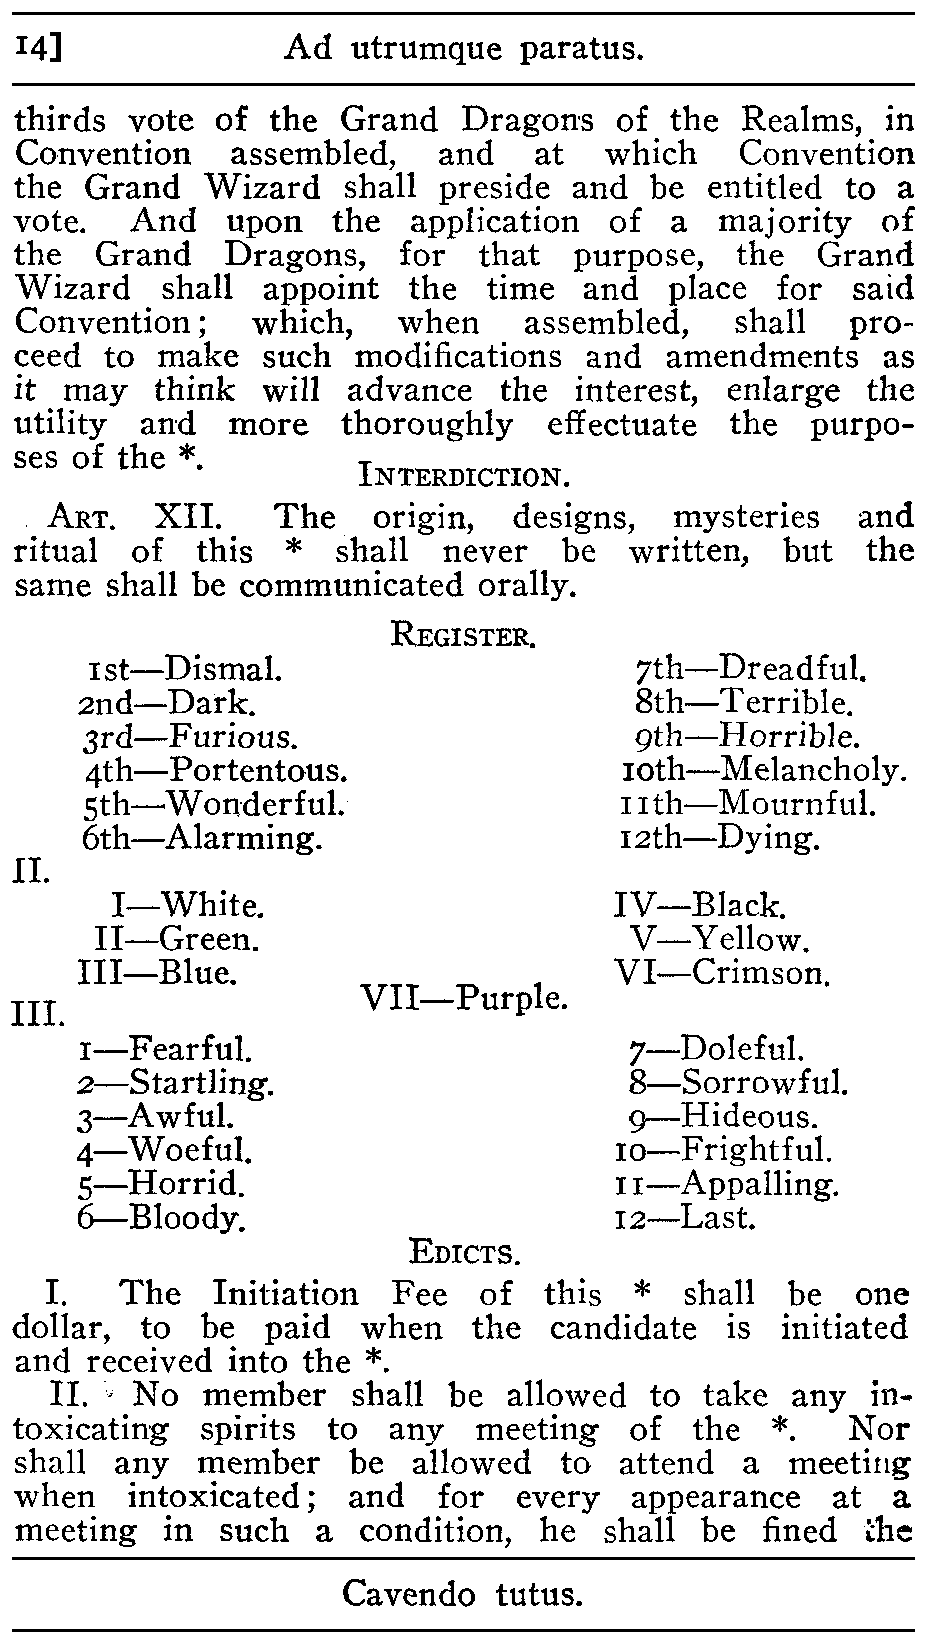 14] Ad utrumque paratus.
thirds vote of the Grand Dragons of the Realms, in
Convention assembled, and at which Convention
the Grand Wizard shall preside and be entitled to a
vote. And upon the application of a majority of
the Grand Dragons, for that purpose, the Grand
Wizard shall appoint the time and place for said
Convention; which, when assembled, shall pro-
ceed to make such modifications and amendments as
it may think will advance the interest, enlarge the
utility and more thoroughly effectuate the purpo-
ses of the *.
INTERDICTION.
ART. XII. The origin, designs, mysteries and
ritual of this * shall never be written, but the
same shall be communicated orally.
REGISTER.
1st—Dismal. 7th—Dreadful.
2nd—Dark. 8th—Terrible.
3rd—Furious. 9th—Horrible.
4th—Portentous. 10th—Melancholy.
5th—Wonderful. 11th—Mournful.
6th—Alarming. 12th—Dying.
II.
I—White. IV—Black.
II—Green. V—Yellow.
III—Blue. VI—Crimson.
VII—Purple.
III.
1—Fearful. 7—Doleful.
2—Startling. 8—Sorrowful.
3—Awful. 9—Hideous.
4—Woeful. 10—Frightful.
5—Horrid. 11—Appalling.
6—Bloody. 12—Last.
EDICTS.
I. The Initiation Fee of this * shall be one
dollar, to be paid when the candidate is initiated
and received into the *.
II. No member shall be allowed to take any in-
toxicating spirits to any meeting of the *. Nor
shall any member be allowed to attend a meeting
when intoxicated; and for every appearance at a
meeting in such a condition, he shall be fined the
Cavendo tutus.